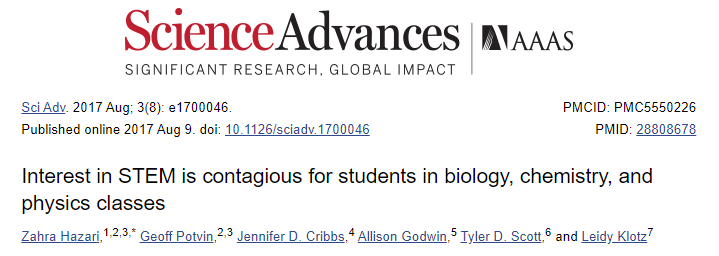 ScienceAdvances AAAS
SIGNIFICANT RESEARCH, GLOBAL IMPACT
Sci Adv. 2017 Aug; 3(8): e1700046. PMCID: PMC5550226
Published online 2017 Aug 9. doi: 10.1126/sciadv.1700046 PMID: 28808678
Interest in STEM is contagious for students in biology, chemistry, and
physics classes
Zahra Hazari,1,2,3,* Geoff Potvin,2,3 Jennifer D. Cribbs,4 Allison Godwin,5 Tyler D. Scott,6 and Leidy Klotz7